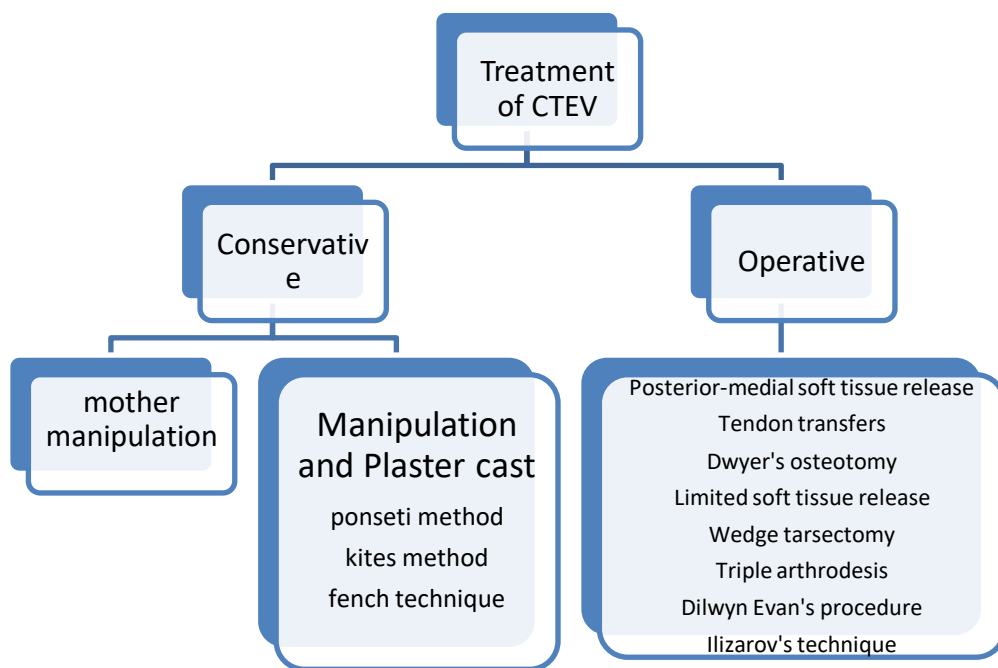 Treatment
of CTEV
Conservativ
e
Operative
mother
manipulation
Manipulation
and Plaster cast
ponseti method
kites method
fench technique
Posterior-medial soft tissue release
Tendon transfers
Dwyer's osteotomy
Limited soft tissue release
Wedge tarsectomy
Triple arthrodesis
Dilwyn Evan's procedure
Ilizarov's technique